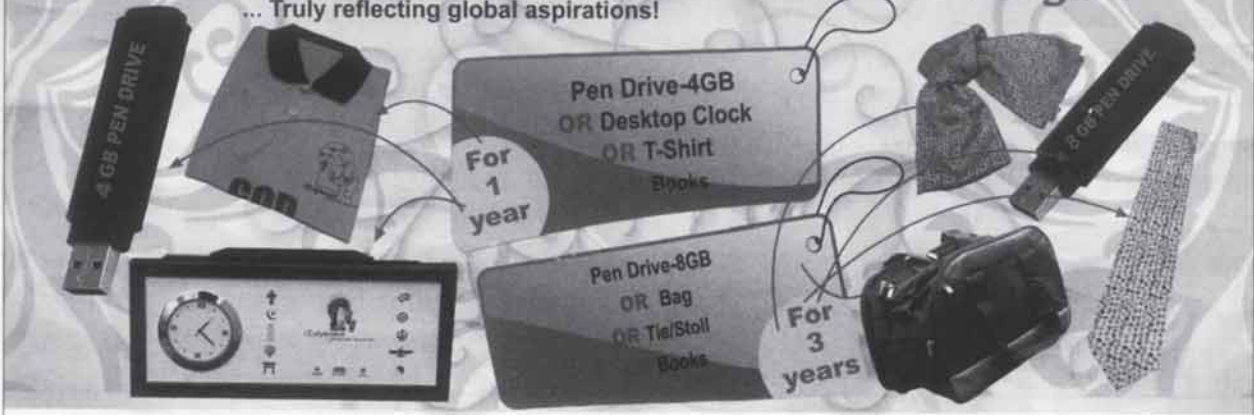 ... Truly reflecting global aspirations!
4 GB PEN DRIVE
Pen Drive-4GB
OR Desktop Clock
OR T-Shirt
Books
For
1
year
8 GB PEN DRIVE
Pen Drive-8GB
OR Bag
OR Tie/Stoll
Books
For
3
years